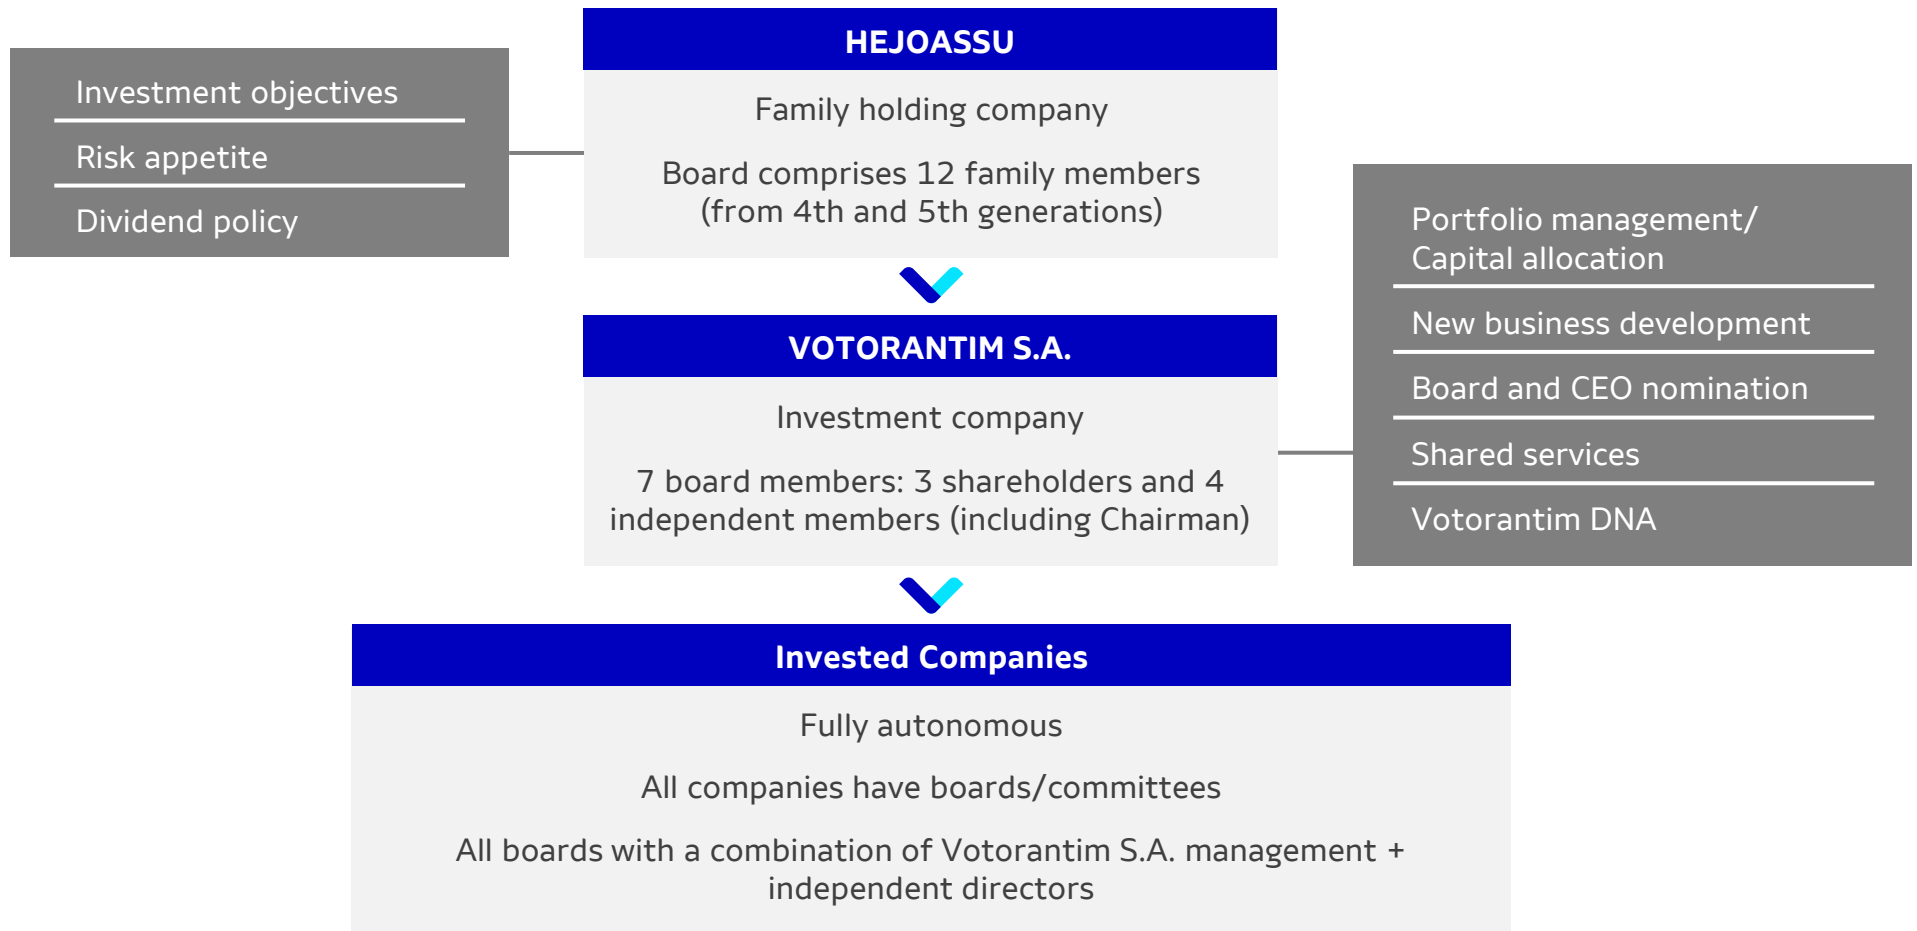 HEJOASSU
Family holding company
Board comprises 12 family members
(from 4th and 5th generations)
Investment objectives
Risk appetite
Dividend policy
VOTORANTIM S.A.
Investment company
7 board members: 3 shareholders and 4
independent members (including Chairman)
Portfolio management/
Capital allocation
New business development
Board and CEO nomination
Shared services
Votorantim DNA
Invested Companies
Fully autonomous
All companies have boards/committees
All boards with a combination of Votorantim S.A. management +
independent directors